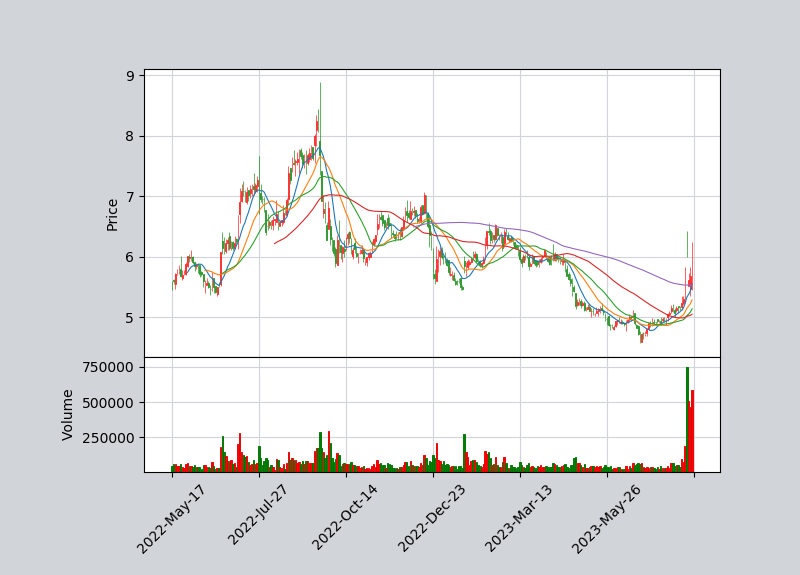 9
8
7
6
5
Price
750000
500000
250000
Volume
2022-May-17
2022-Jul-27
2022-Oct-14
2022-Dec-23
2023-Mar-13
2023-May-26